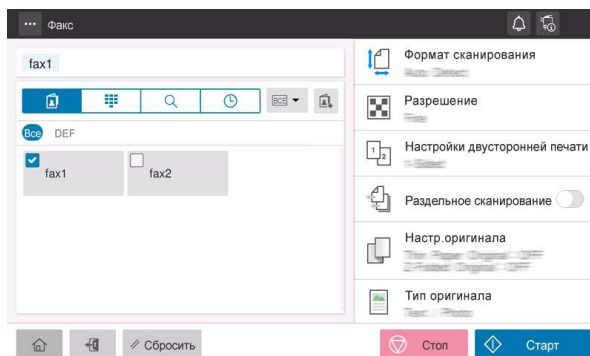 Факс
fax1
ВСЕ
Все DEF
fax1
fax2
Формат сканирования
Разрешение
Настройки двусторонней печати
Раздельное сканирование
Настр.оригинала
Тип оригинала
Сбросить
Стоп
Старт